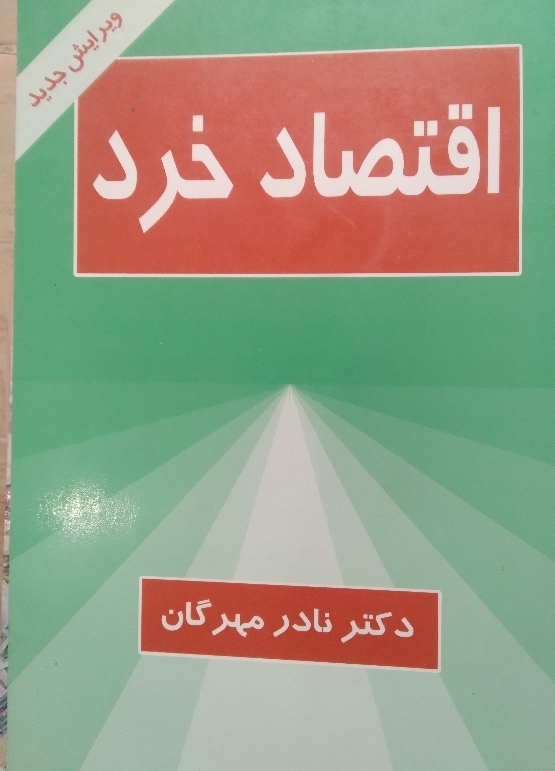 ویرایش جدید
اقتصاد خرد
دکتر نادر مهرگان